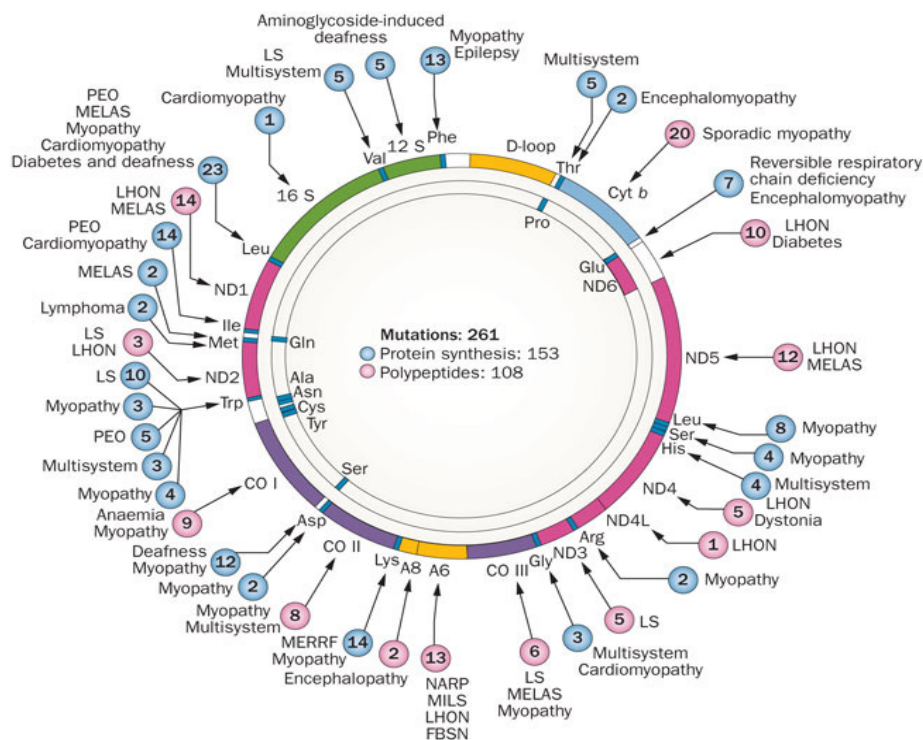 Aminoglycoside-induced
deafness
5
Myopathy
Epilepsy
13
LS
Multisystem
5
Multisystem
5
2
Encephalomyopathy
Cardiomyopathy
1
20
Sporadic myopathy
PEO
MELAS
Myopathy
Cardiomyopathy
Diabetes and deafness
23
Reversible respiratory
chain deficiency
Encephalomyopathy
7
LHON
MELAS
14
10
LHON
Diabetes
PEO
Cardiomyopathy
14
MELAS
2
Lymphoma
2
LS
LHON
3
12
LHON
MELAS
LS
10
Myopathy
3
PEO
5
Multisystem
3
Myopathy
4
8
Myopathy
4
Myopathy
4
Multisystem
Anaemia
Myopathy
9
5
LHON
Dystonia
1
LHON
Deafness
Myopathy
12
Myopathy
2
2
Myopathy
Myopathy
Multisystem
8
5
LS
MERRF
Myopathy
14
Encephalopathy
2
13
NARP
MILS
LHON
FBSN
6
LS
MELAS
Myopathy
3
Multisystem
Cardiomyopathy
D-loop
Thr
Cyt b
Pro
Glu
ND6
ND5
Leu
Ser
His
ND4
ND4L
Arg
ND3
Gly
CO III
A6
A8
Lys
CO II
Asp
Ser
CO I
Tyr
Cys
Asn
Ala
Trp
ND2
Gln
Met
Ile
ND1
Leu
16 S
Val
12 S
Phe
Mutations: 261
Protein synthesis: 153
Polypeptides: 108